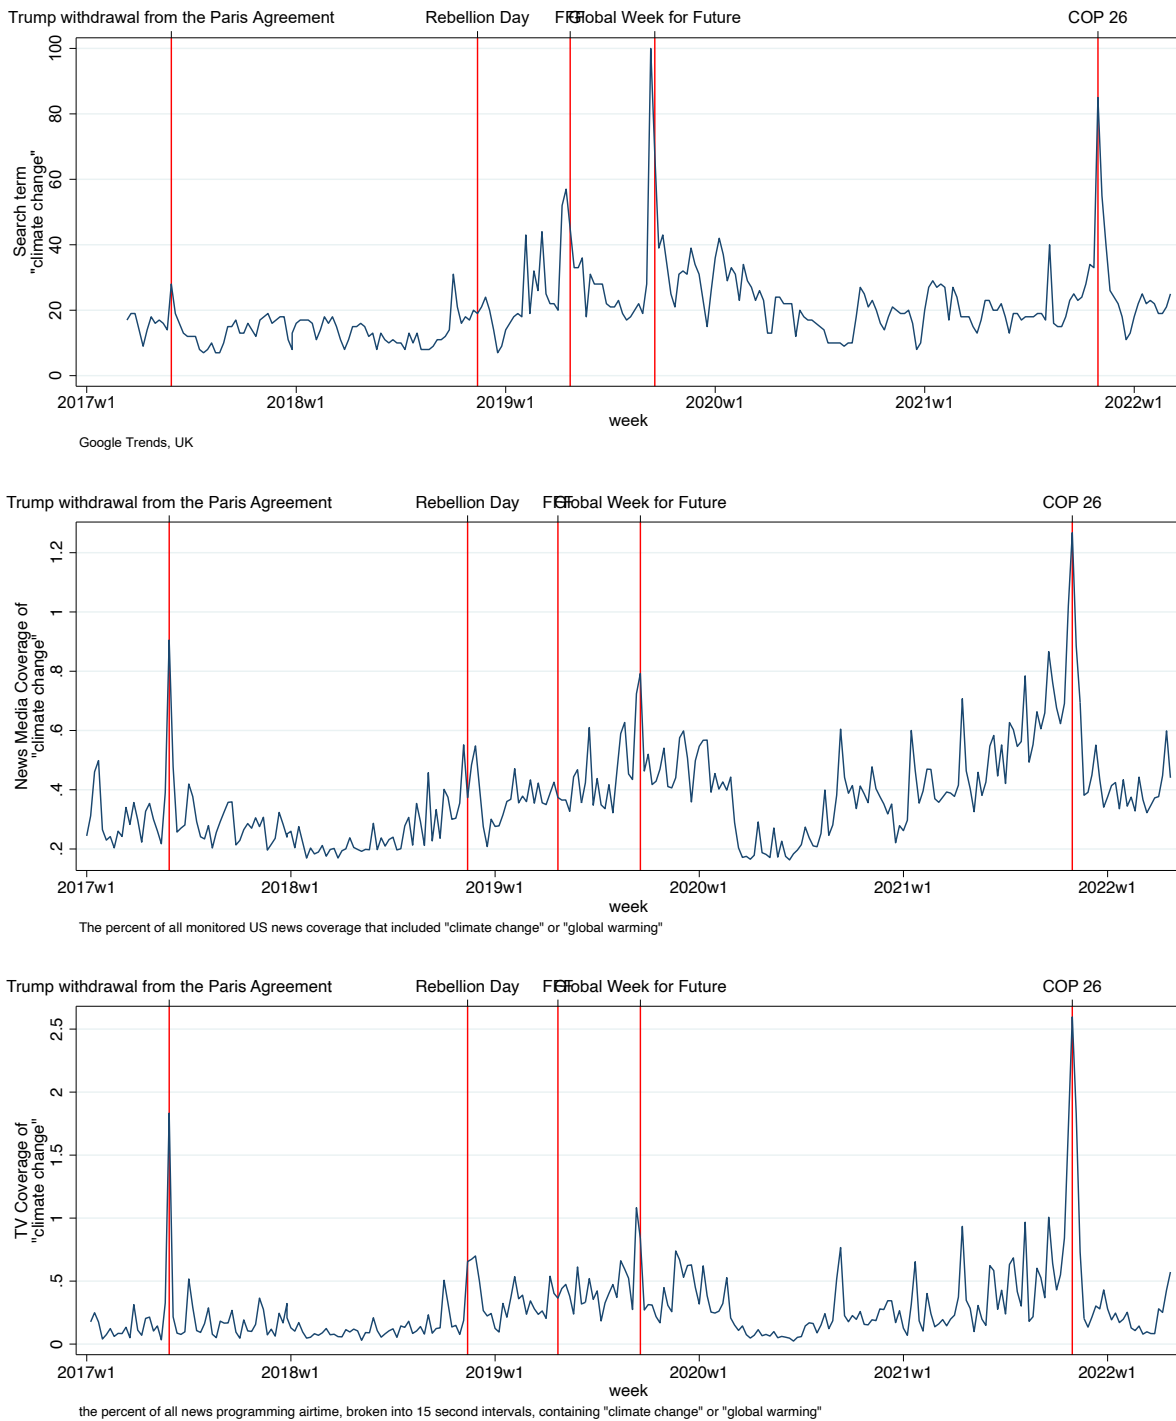 Trump withdrawal from the Paris Agreement Rebellion Day FFF Global Week for Future COP 26
100
80
60
40
20
0
Search term
"climate change"
2017w1 2018w1 2019w1 2020w1 2021w1 2022w1
week
Google Trends, UK
Trump withdrawal from the Paris Agreement Rebellion Day FFF Global Week for Future COP 26
1.2
1
.8
.6
.4
.2
News Media Coverage of
"climate change"
2017w1 2018w1 2019w1 2020w1 2021w1 2022w1
week
The percent of all monitored US news coverage that included "climate change" or "global warming"
Trump withdrawal from the Paris Agreement Rebellion Day FFF Global Week for Future COP 26
2.5
2
1.5
1
.5
0
TV Coverage of
"climate change"
2017w1 2018w1 2019w1 2020w1 2021w1 2022w1
week
the percent of all news programming airtime, broken into 15 second intervals, containing "climate change" or "global warming"